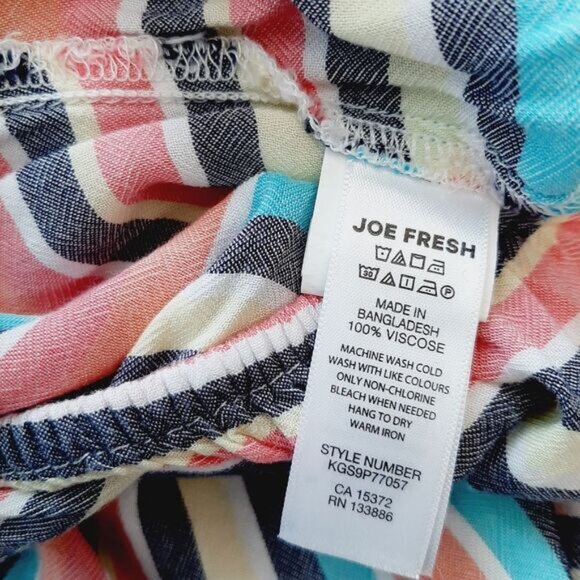 JOE FRESH
30 P
MADE IN
BANGLADESH
100% VISCOSE
MACHINE WASH COLD
WASH WITH LIKE COLOURS
ONLY NON-CHLORINE
BLEACH WHEN NEEDED
HANG TO DRY
WARM IRON
STYLE NUMBER
KGS9P77057
CA 15372
RN 133886